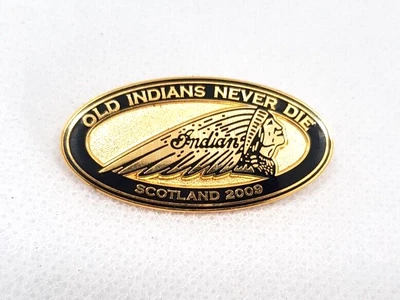 OLD INDIANS NEVER DIE
Indian
SCOTLAND 2009